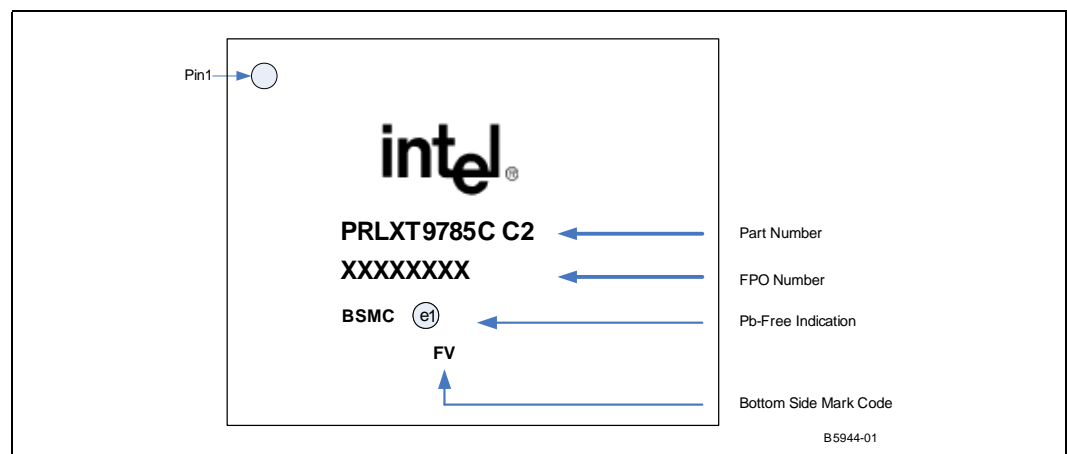 Pin1
intel®
PRLXT9785C C2 Part Number
XXXXXXXX FPO Number
BSMC e1 Pb-Free Indication
FV
Bottom Side Mark Code
B5944-01